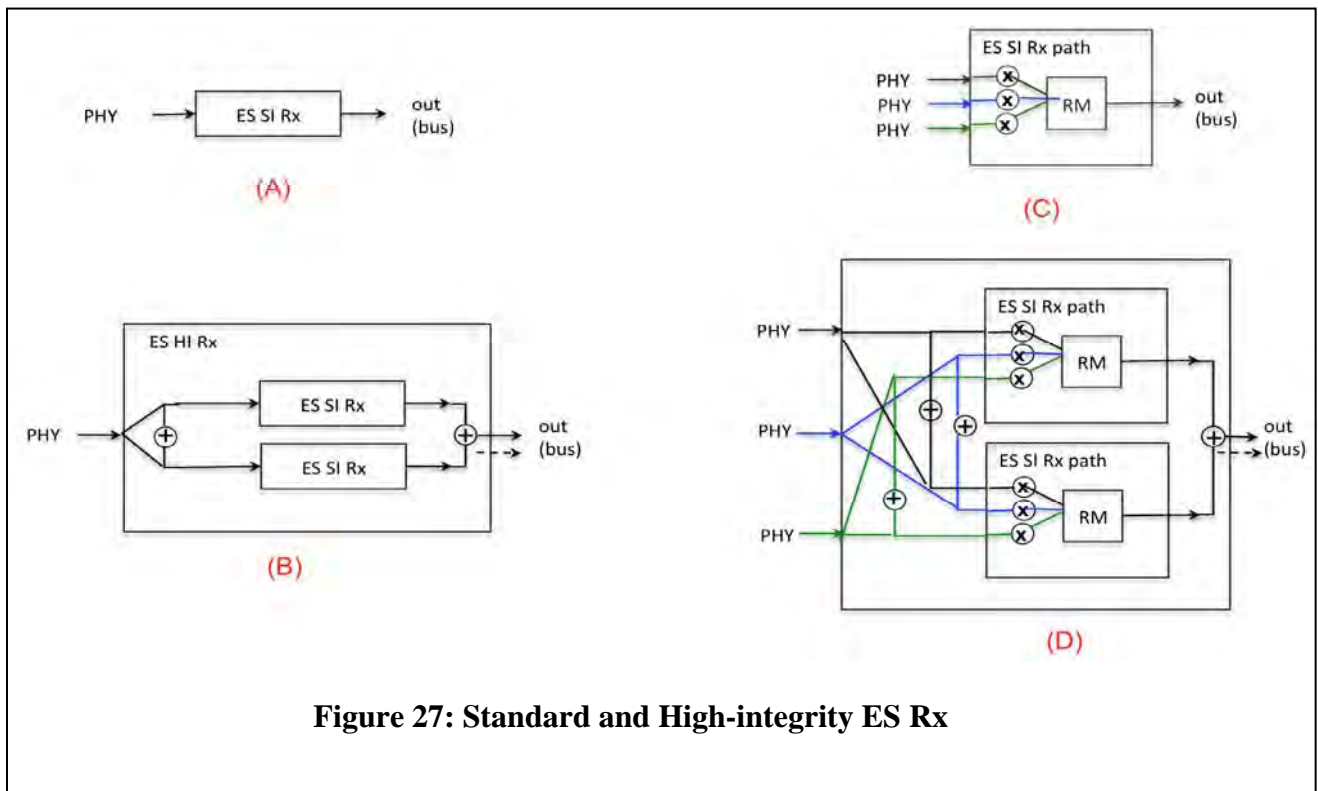 PHY
ES SI Rx
out
(bus)
(A)
ES SI Rx path
PHY
PHY
PHY
x
x
x
RM
out
(bus)
(C)
ES HI Rx
PHY
+
ES SI Rx
ES SI Rx
+
out
(bus)
(B)
PHY
PHY
PHY
+
+
+
ES SI Rx path
x
x
x
RM
ES SI Rx path
x
x
x
RM
+
out
(bus)
(D)
Figure 27: Standard and High-integrity ES Rx